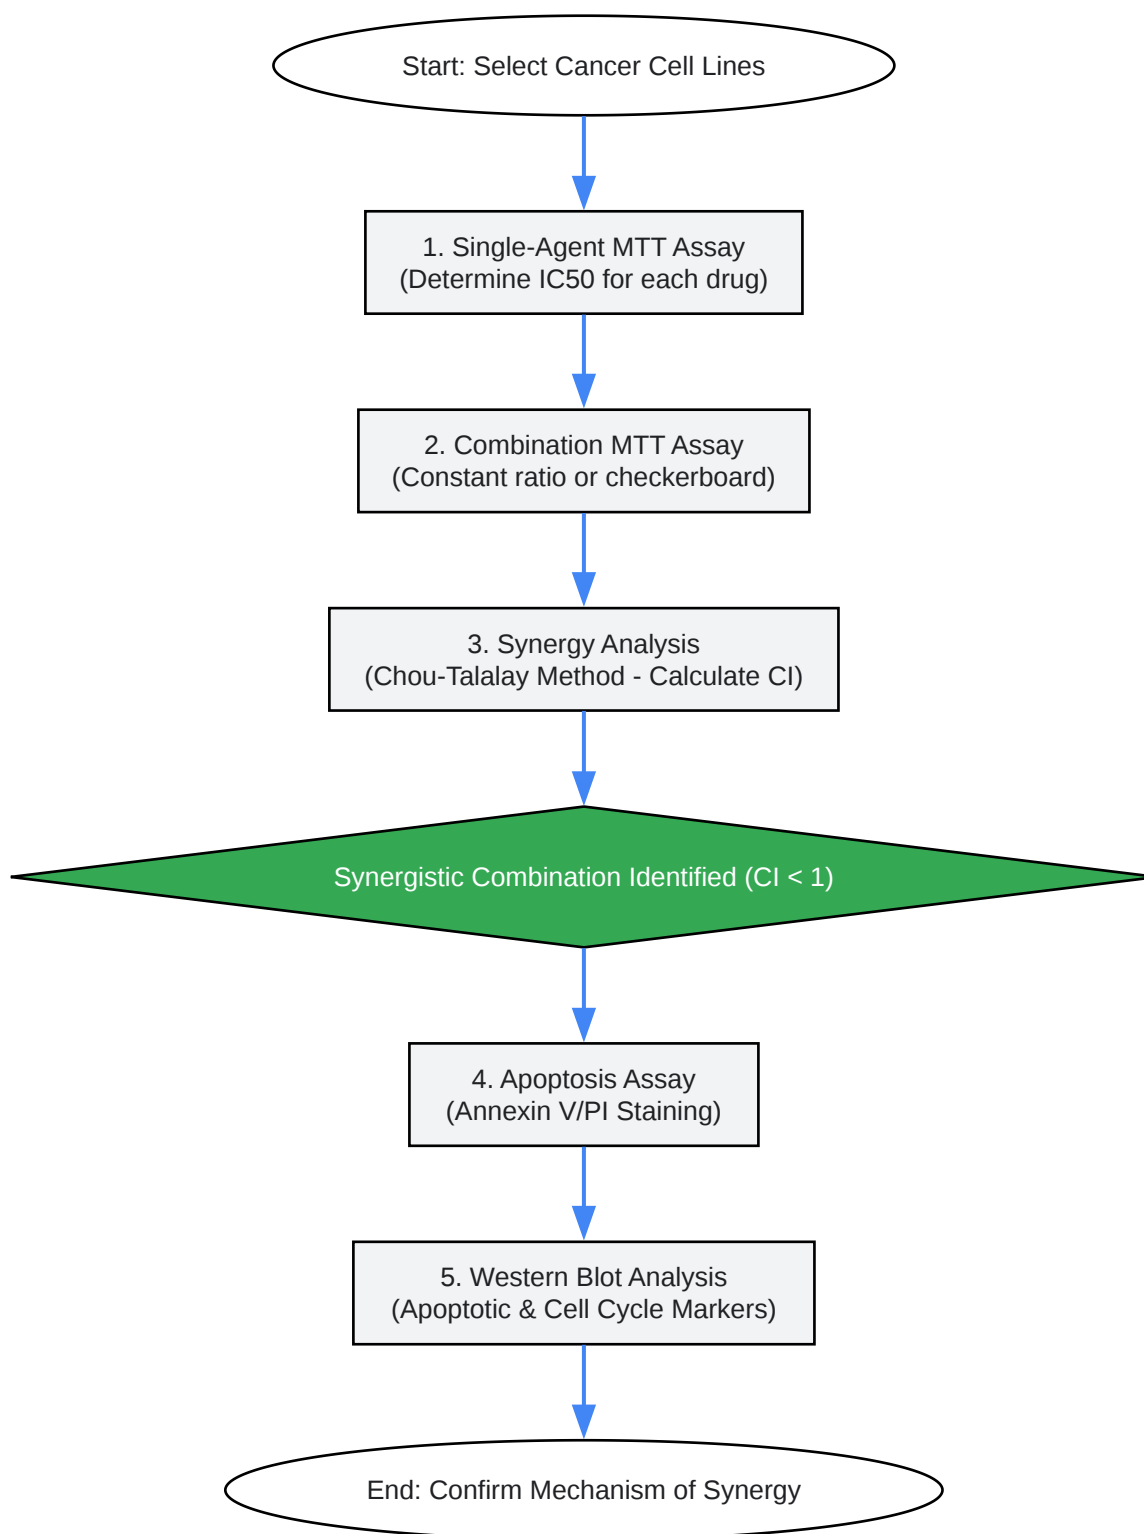 Start: Select Cancer Cell Lines
1. Single-Agent MTT Assay
(Determine IC50 for each drug)
2. Combination MTT Assay
(Constant ratio or checkerboard)
3. Synergy Analysis
(Chou-Talalay Method - Calculate CI)
Synergistic Combination Identified (CI < 1)
4. Apoptosis Assay
(Annexin V/PI Staining)
5. Western Blot Analysis
(Apoptotic & Cell Cycle Markers)
End: Confirm Mechanism of Synergy